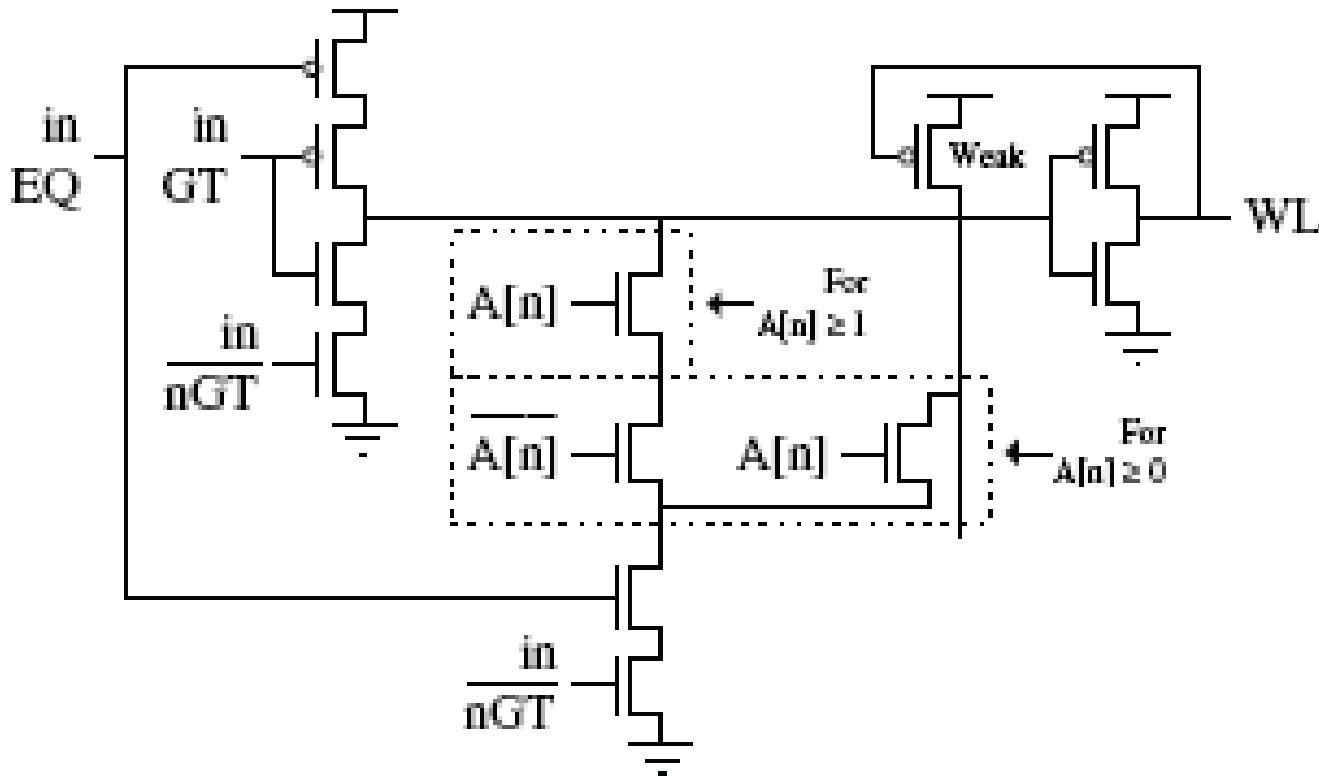 in
EQ
in
GT
in
nGT
A[n]
For
A[n] ≥ 1
A[n]
A[n]
For
A[n] ≥ 0
in
nGT
Weak
WL